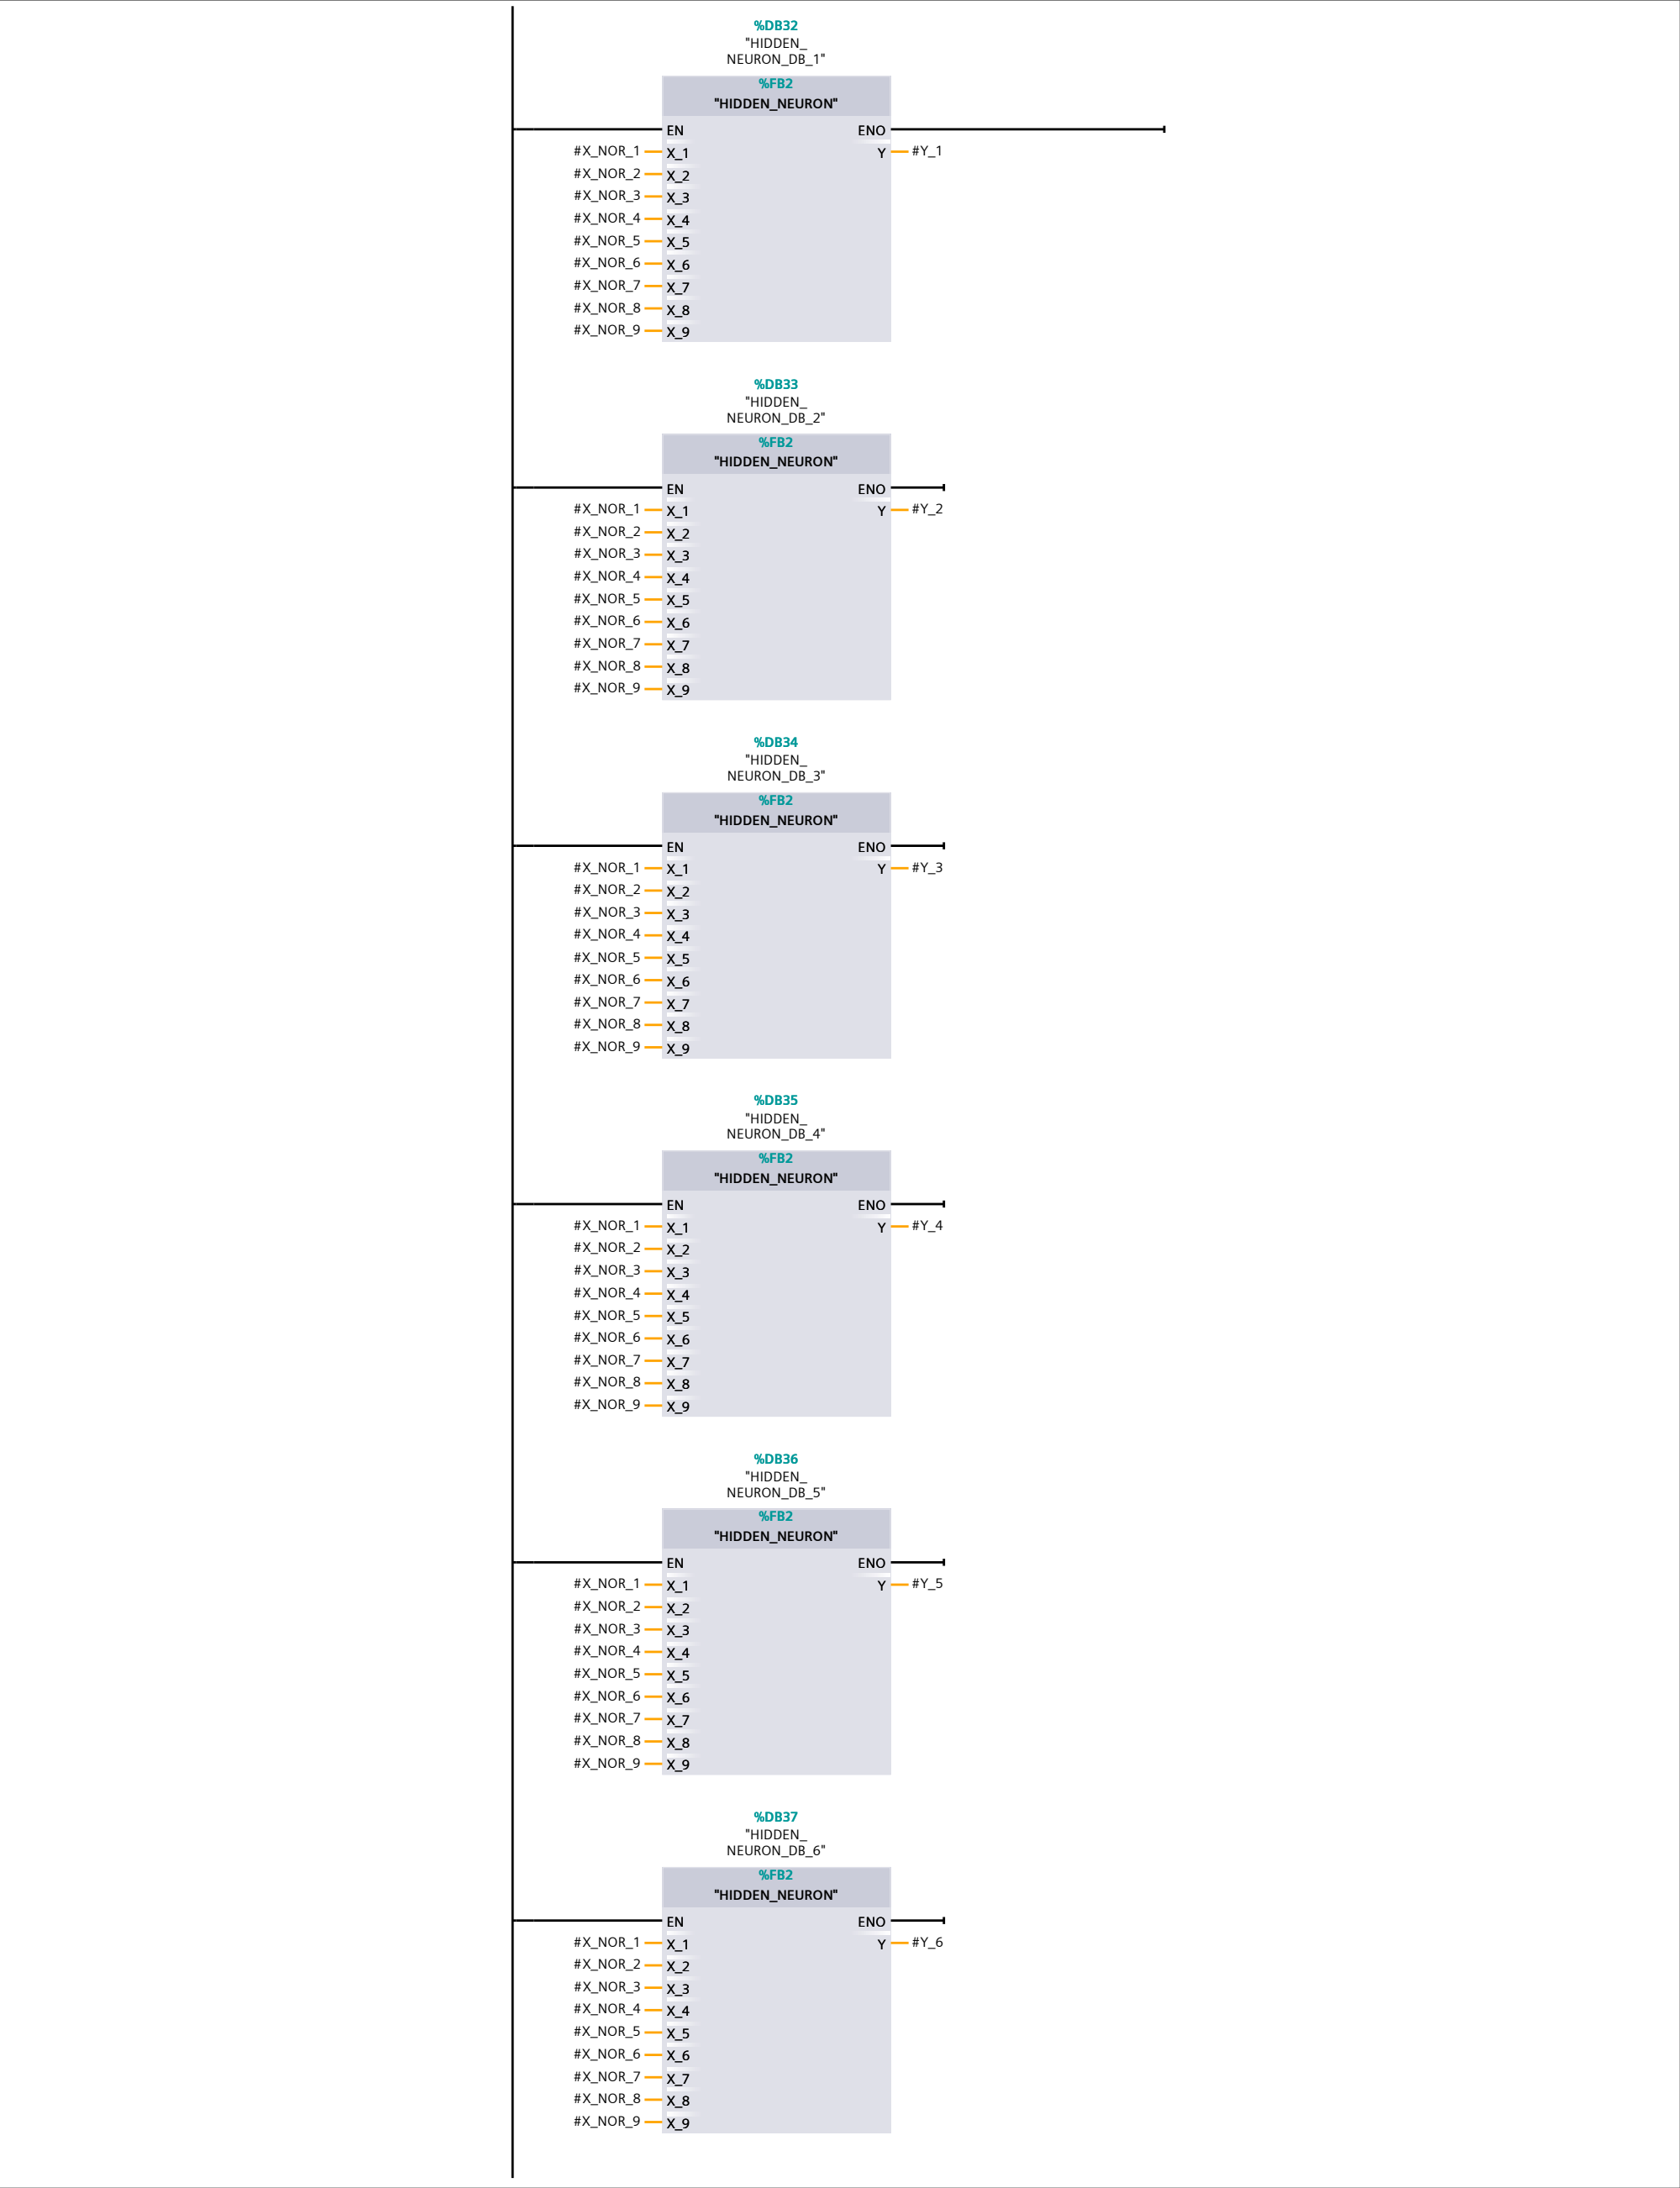 %DB32
"HIDDEN_
NEURON_DB_1"
%FB2
"HIDDEN_NEURON"
EN ENO
#X_NOR_1 X_1 Y #Y_1
#X_NOR_2 X_2
#X_NOR_3 X_3
#X_NOR_4 X_4
#X_NOR_5 X_5
#X_NOR_6 X_6
#X_NOR_7 X_7
#X_NOR_8 X_8
#X_NOR_9 X_9
%DB33
"HIDDEN_
NEURON_DB_2"
%FB2
"HIDDEN_NEURON"
EN ENO
#X_NOR_1 X_1 Y #Y_2
#X_NOR_2 X_2
#X_NOR_3 X_3
#X_NOR_4 X_4
#X_NOR_5 X_5
#X_NOR_6 X_6
#X_NOR_7 X_7
#X_NOR_8 X_8
#X_NOR_9 X_9
%DB34
"HIDDEN_
NEURON_DB_3"
%FB2
"HIDDEN_NEURON"
EN ENO
#X_NOR_1 X_1 Y #Y_3
#X_NOR_2 X_2
#X_NOR_3 X_3
#X_NOR_4 X_4
#X_NOR_5 X_5
#X_NOR_6 X_6
#X_NOR_7 X_7
#X_NOR_8 X_8
#X_NOR_9 X_9
%DB35
"HIDDEN_
NEURON_DB_4"
%FB2
"HIDDEN_NEURON"
EN ENO
#X_NOR_1 X_1 Y #Y_4
#X_NOR_2 X_2
#X_NOR_3 X_3
#X_NOR_4 X_4
#X_NOR_5 X_5
#X_NOR_6 X_6
#X_NOR_7 X_7
#X_NOR_8 X_8
#X_NOR_9 X_9
%DB36
"HIDDEN_
NEURON_DB_5"
%FB2
"HIDDEN_NEURON"
EN ENO
#X_NOR_1 X_1 Y #Y_5
#X_NOR_2 X_2
#X_NOR_3 X_3
#X_NOR_4 X_4
#X_NOR_5 X_5
#X_NOR_6 X_6
#X_NOR_7 X_7
#X_NOR_8 X_8
#X_NOR_9 X_9
%DB37
"HIDDEN_
NEURON_DB_6"
%FB2
"HIDDEN_NEURON"
EN ENO
#X_NOR_1 X_1 Y #Y_6
#X_NOR_2 X_2
#X_NOR_3 X_3
#X_NOR_4 X_4
#X_NOR_5 X_5
#X_NOR_6 X_6
#X_NOR_7 X_7
#X_NOR_8 X_8
#X_NOR_9 X_9